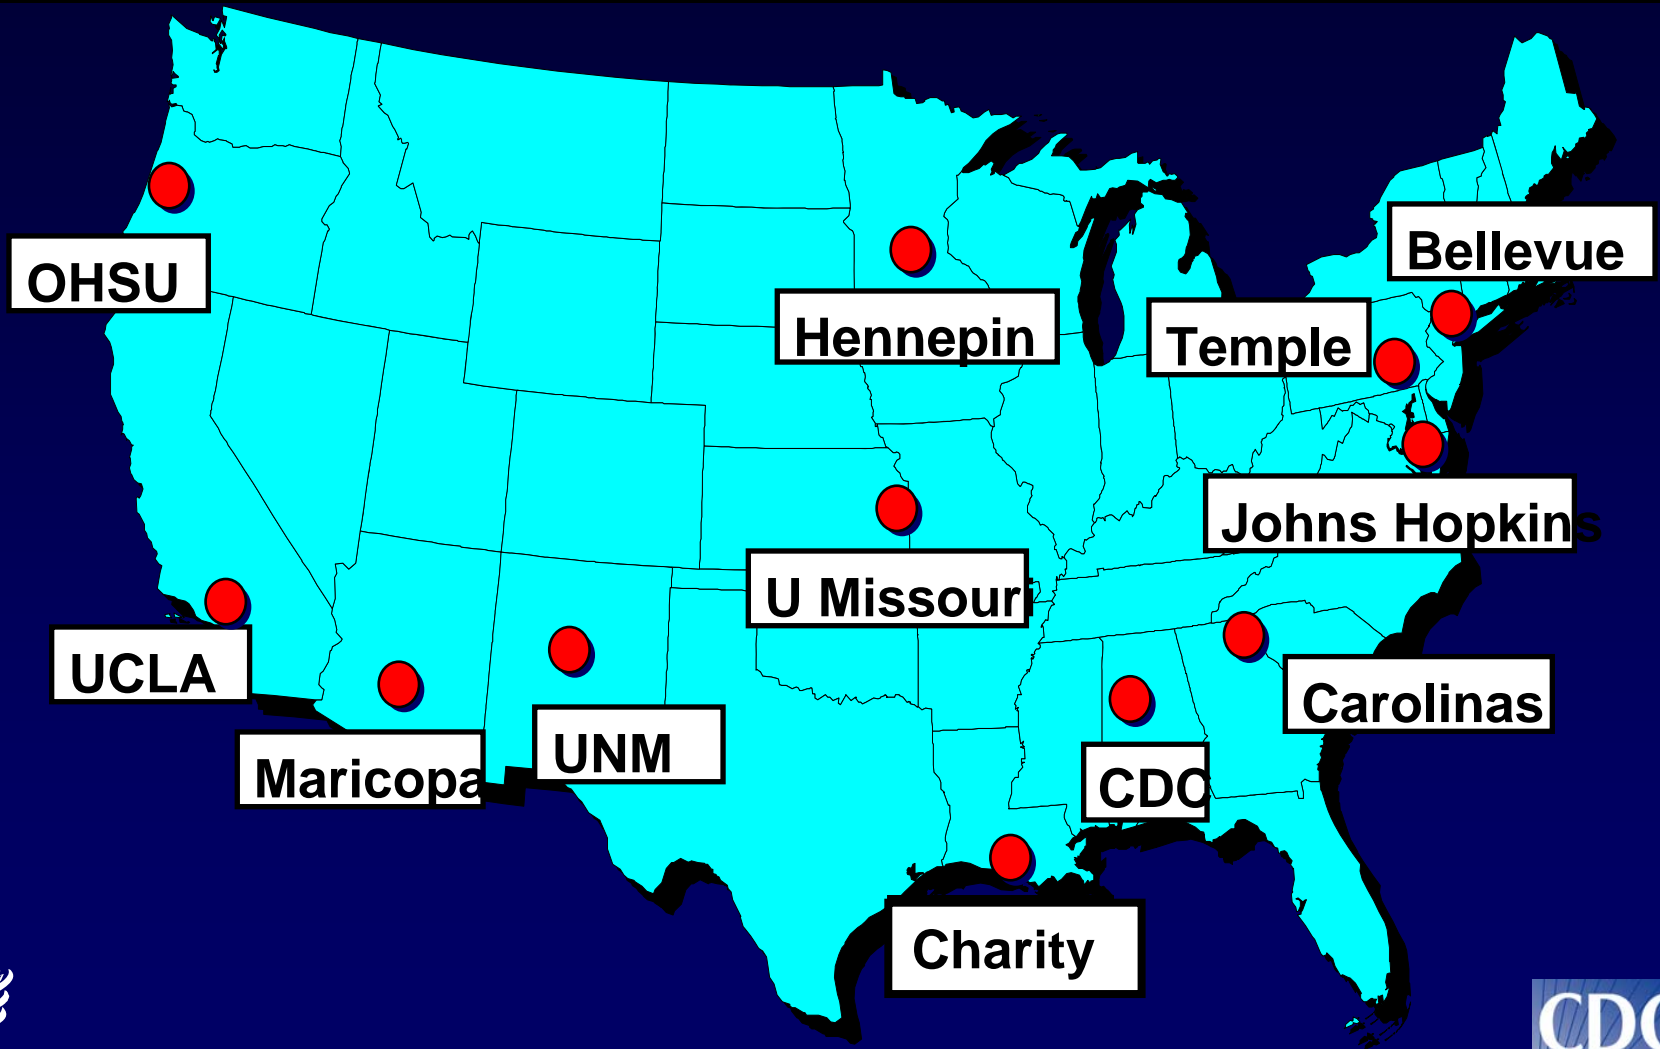 Bellevue
OHSU
Hennepin
Temple
Johns Hopkins
U Missouri
UCLA
Carolinas
UNM
Maricopa
CDC
Charity
CDC